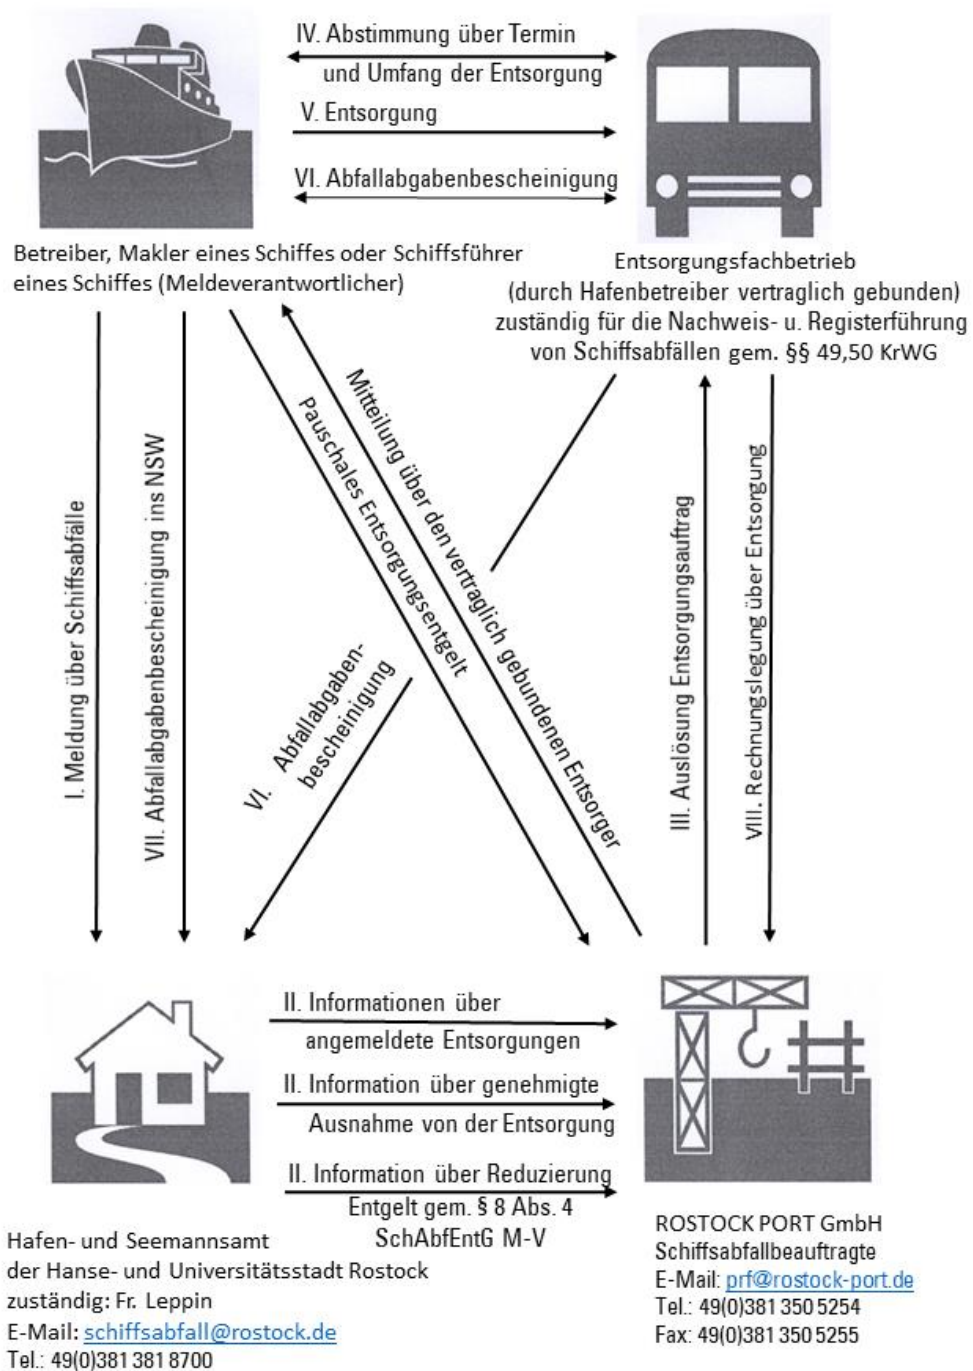 IV. Abstimmung über Termin
und Umfang der Entsorgung
V. Entsorgung
VI. Abfallabgabenbescheinigung
Betreiber, Makler eines Schiffes oder Schiffsführer
eines Schiffes (Meldeverantwortlicher)
Entsorgungsfachbetrieb
(durch Hafenbetreiber vertraglich gebunden)
zuständig für die Nachweis- u. Registerführung
von Schiffsabfällen gem. §§ 49,50 KrWG
I. Meldung über Schiffsabfälle
VII. Abfallabgabenbescheinigung ins NSW
Pauschales Entsorgungsentgelt
Mitteilung über den vertraglich gebundenen Entsorger
VI. Abfallabgaben-
bescheinigung
III. Auslösung Entsorgungsauftrag
VIII. Rechnungslegung über Entsorgung
II. Informationen über
angemeldete Entsorgungen
II. Information über genehmigte
Ausnahme von der Entsorgung
II. Information über Reduzierung
Entgelt gem. § 8 Abs. 4
SchAbfEntG M-V
Hafen- und Seemannsamt
der Hanse- und Universitätsstadt Rostock
zuständig: Fr. Leppin
E-Mail: schiffsabfall@rostock.de
Tel.: 49(0)381 381 8700
ROSTOCK PORT GmbH
Schiffsabfallbeauftragte
E-Mail: prf@rostock-port.de
Tel.: 49(0)381 350 5254
Fax: 49(0)381 350 5255